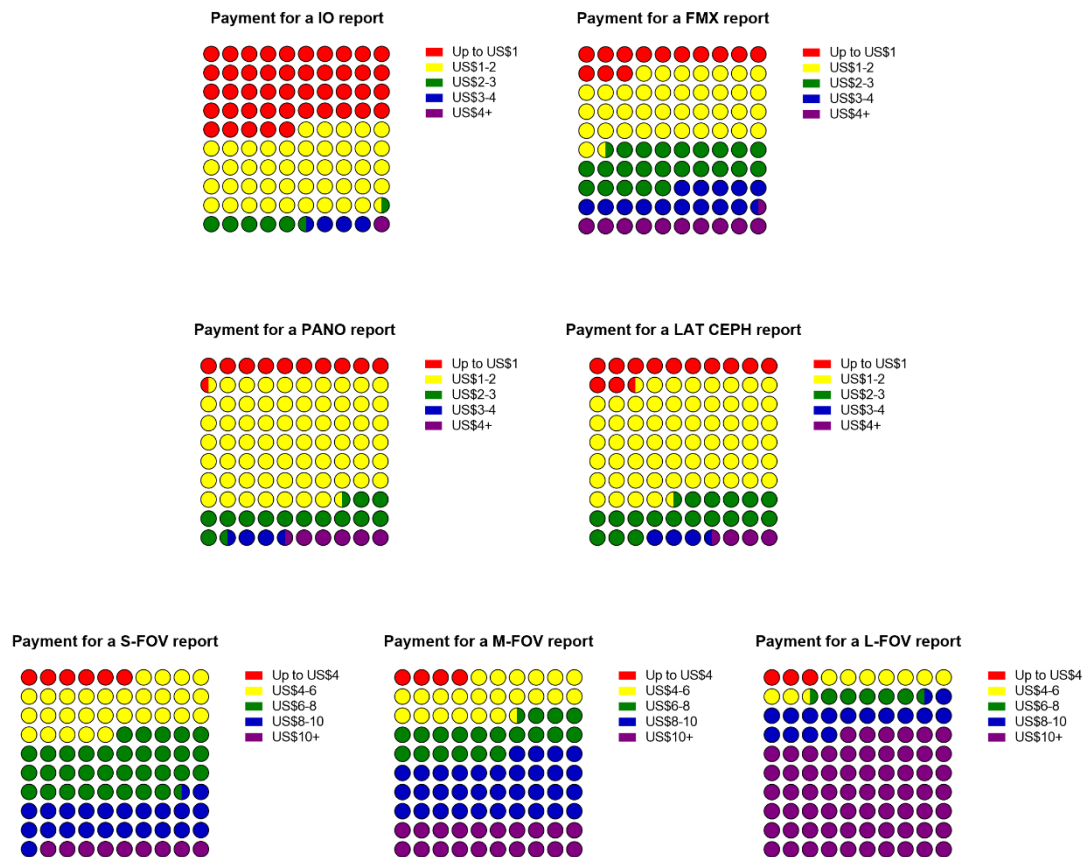 Payment for a IO report
Up to US$1
US$1-2
US$2-3
US$3-4
US$4+
Payment for a FMX report
Up to US$1
US$1-2
US$2-3
US$3-4
US$4+
Payment for a PANO report
Up to US$1
US$1-2
US$2-3
US$3-4
US$4+
Payment for a LAT CEPH report
Up to US$1
US$1-2
US$2-3
US$3-4
US$4+
Payment for a S-FOV report
Up to US$4
US$4-6
US$6-8
US$8-10
US$10+
Payment for a M-FOV report
Up to US$4
US$4-6
US$6-8
US$8-10
US$10+
Payment for a L-FOV report
Up to US$4
US$4-6
US$6-8
US$8-10
US$10+